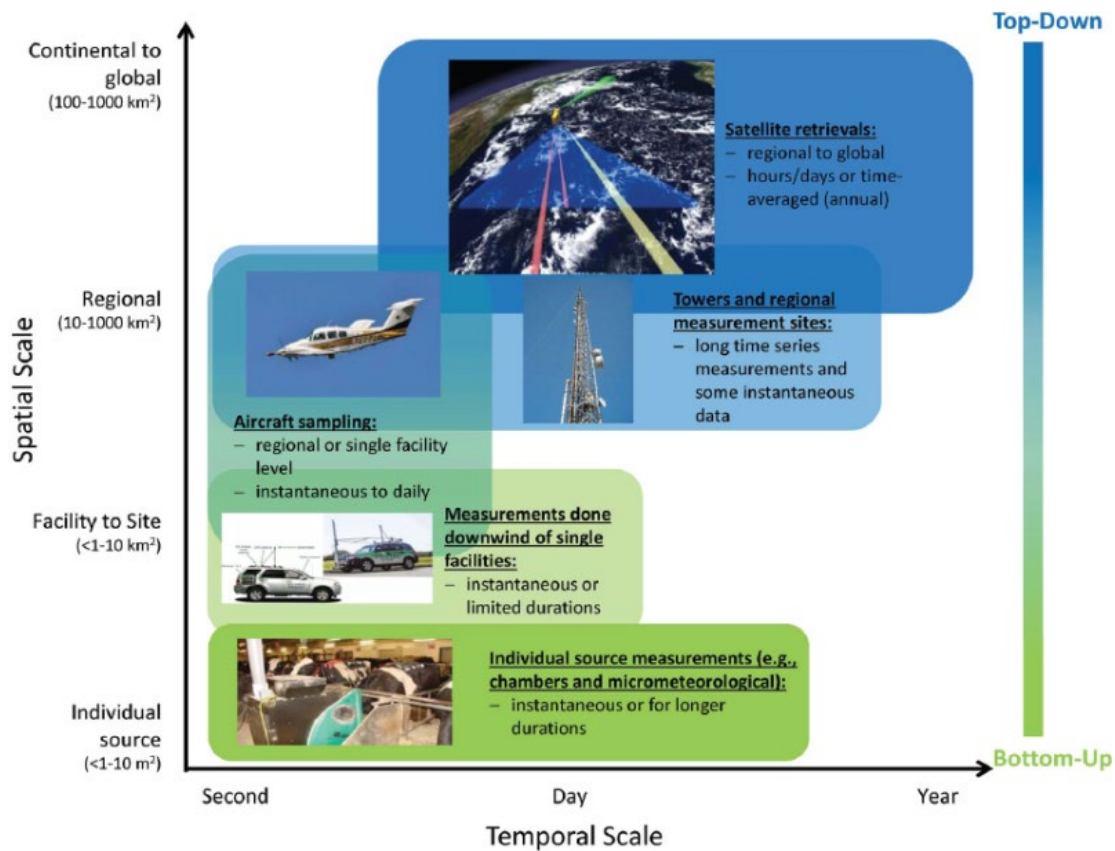 Top-Down
Continental to
global
(100-1000 km²)
Satellite retrievals:
– regional to global
– hours/days or time-
averaged (annual)
Regional
(10-1000 km²)
Towers and regional
measurement sites:
– long time series
measurements and
some instantaneous
data
Aircraft sampling:
– regional or single facility
level
– instantaneous to daily
Spatial Scale
Facility to Site
(<1-10 km²)
Measurements done
downwind of single
facilities:
– instantaneous or
limited durations
Individual source measurements (e.g.,
chambers and micrometeorological):
– instantaneous or for longer
durations
Individual
source
(<1-10 m²)
Bottom-Up
Second
Day
Year
Temporal Scale